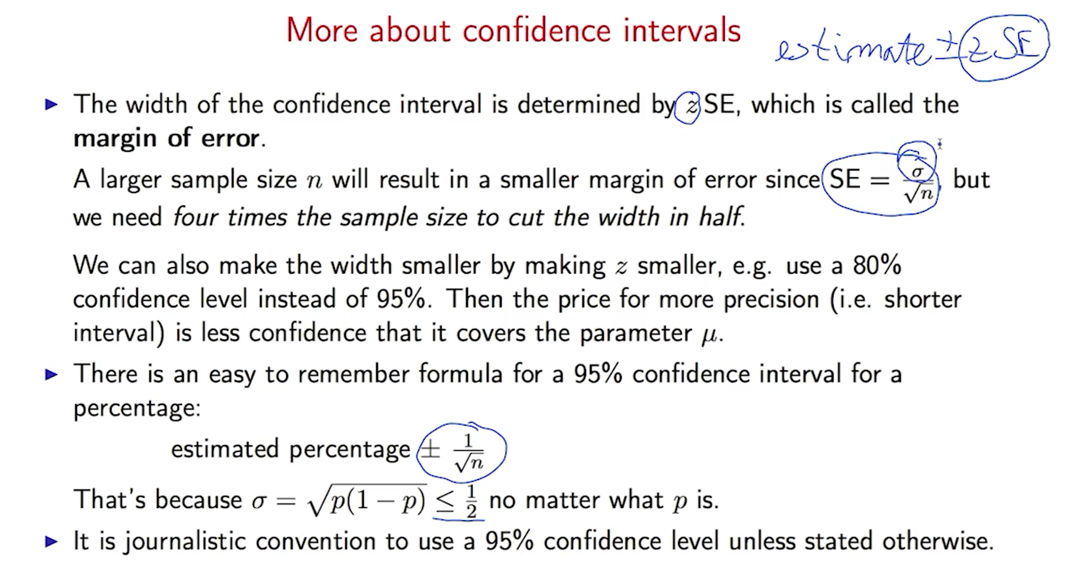 More about confidence intervals
estimate ± z SE
▶ The width of the confidence interval is determined by z SE, which is called the
margin of error.
A larger sample size n will result in a smaller margin of error since SE = σ/√n, but
we need four times the sample size to cut the width in half.
We can also make the width smaller by making z smaller, e.g. use a 80%
confidence level instead of 95%. Then the price for more precision (i.e. shorter
interval) is less confidence that it covers the parameter μ.
▶ There is an easy to remember formula for a 95% confidence interval for a
percentage:
estimated percentage ± 1/√n
That's because σ = √p(1 − p) ≤ 1/2 no matter what p is.
▶ It is journalistic convention to use a 95% confidence level unless stated otherwise.